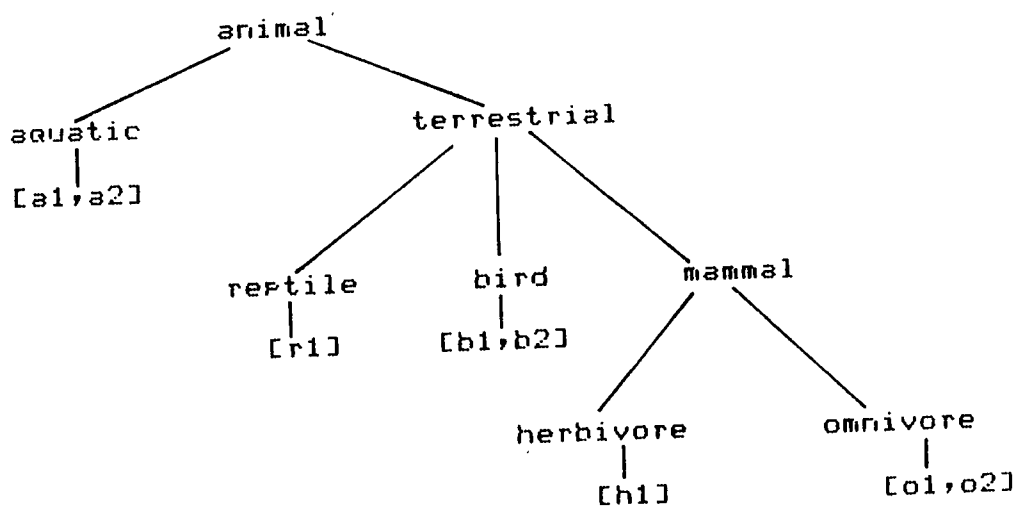 animal
aquatic
terrestrial
[a1,a2]
reptile
bird
mammal
[r1]
[b1,b2]
herbivore
omnivore
[h1]
[o1,o2]